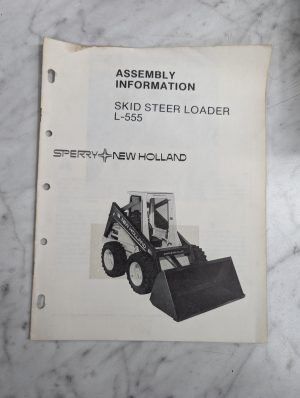 ASSEMBLY
INFORMATION
SKID STEER LOADER
L-555
SPERRY NEW HOLLAND